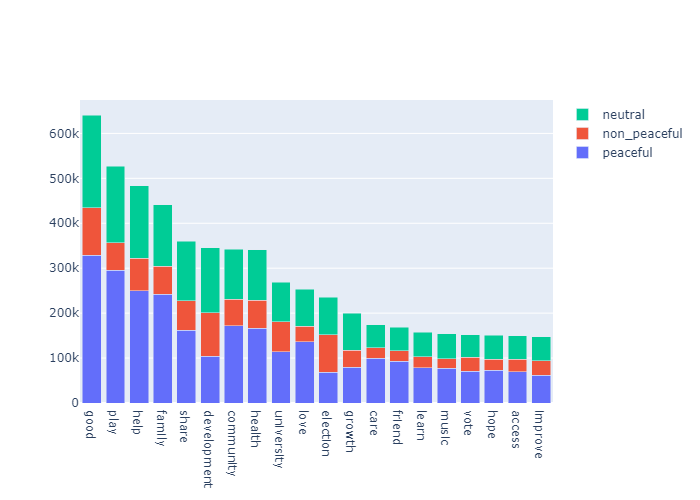 neutral
non_peaceful
peaceful
600k
500k
400k
300k
200k
100k
0
good
play
help
family
share
development
community
health
university
love
election
growth
care
friend
learn
music
vote
hope
access
improve